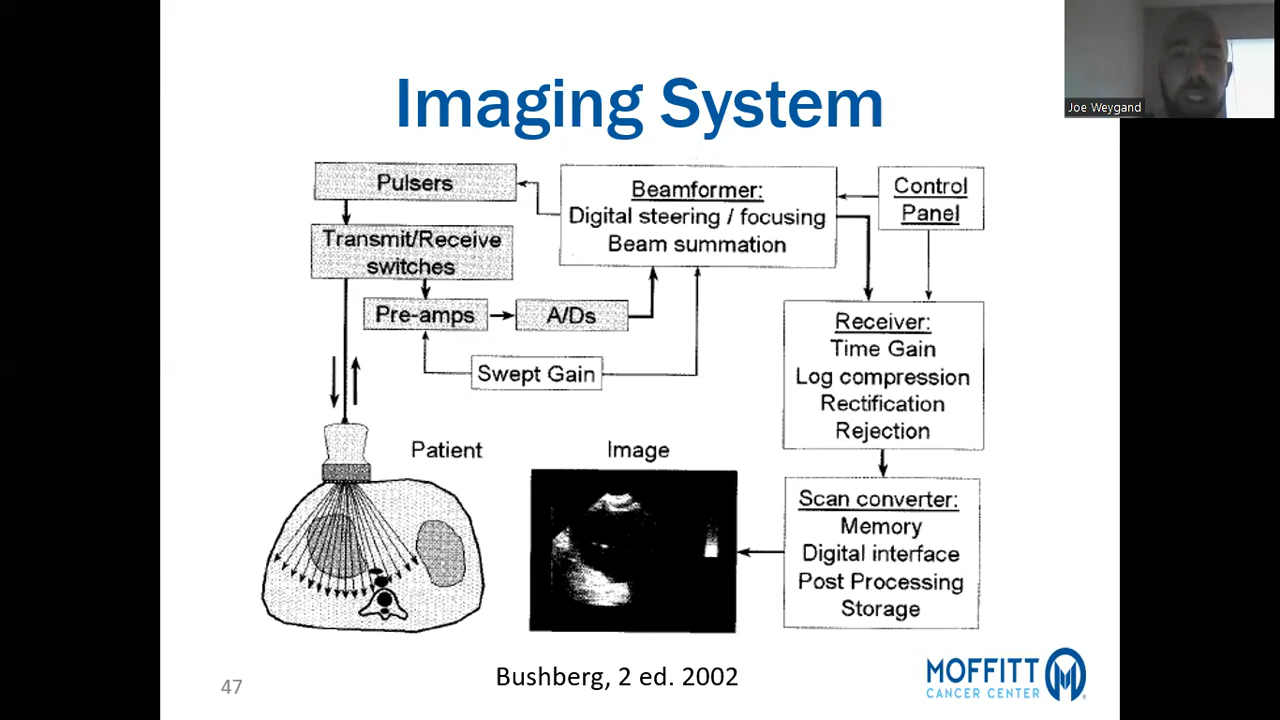 Joe Weygand
Imaging System
Pulsers
Transmit/Receive
switches
Pre-amps
A/Ds
Swept Gain
Beamformer:
Digital steering / focusing
Beam summation
Control
Panel
Receiver:
Time Gain
Log compression
Rectification
Rejection
Scan converter:
Memory
Digital interface
Post Processing
Storage
Patient
Image
Bushberg, 2 ed. 2002
47
MOFFITT
CANCER CENTER